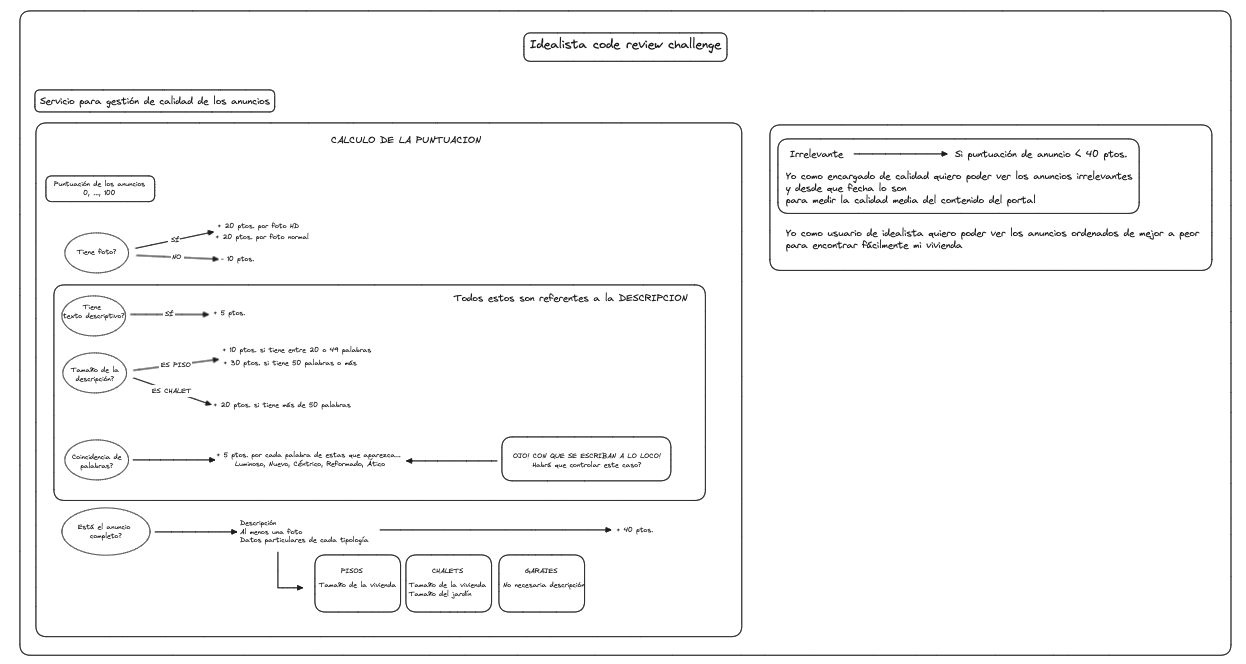 Idealista code review challenge
Servicio para gestión de calidad de los anuncios
CALCULO DE LA PUNTUACION
Puntuación de los anuncios
0, ..., 100
Tiene foto?
SÍ
+ 20 ptos. por foto HD
+ 20 ptos. por foto normal
NO
- 10 ptos.
Todos estos son referentes a la DESCRIPCION
Tiene
texto descriptivo?
SÍ
+ 5 ptos.
Tamaño de la
descripción?
ES PISO
+ 10 ptos. si tiene entre 20 o 49 palabras
+ 30 ptos. si tiene 50 palabras o más
ES CHALET
+ 20 ptos. si tiene más de 50 palabras
Coincidencia de
palabras?
+ 5 ptos. por cada palabra de estas que aparezca...
Luminoso, Nuevo, Céntrico, Reformado, Ático
OJO! CON QUE SE ESCRIBAN A LO LOCO!
Habrá que controlar este caso?
Está el anuncio
completo?
Descripción
Al menos una foto
Datos particulares de cada tipología
+ 40 ptos.
PISOS
Tamaño de la vivienda
CHALETS
Tamaño de la vivienda
Tamaño del jardín
GARAJES
No necesaria descripción
Irrelevante
Si puntuación de anuncio < 40 ptos.
Yo como encargado de calidad quiero poder ver los anuncios irrelevantes
y desde que fecha lo son
para medir la calidad media del contenido del portal
Yo como usuario de idealista quiero poder ver los anuncios ordenados de mejor a peor
para encontrar fácilmente mi vivienda